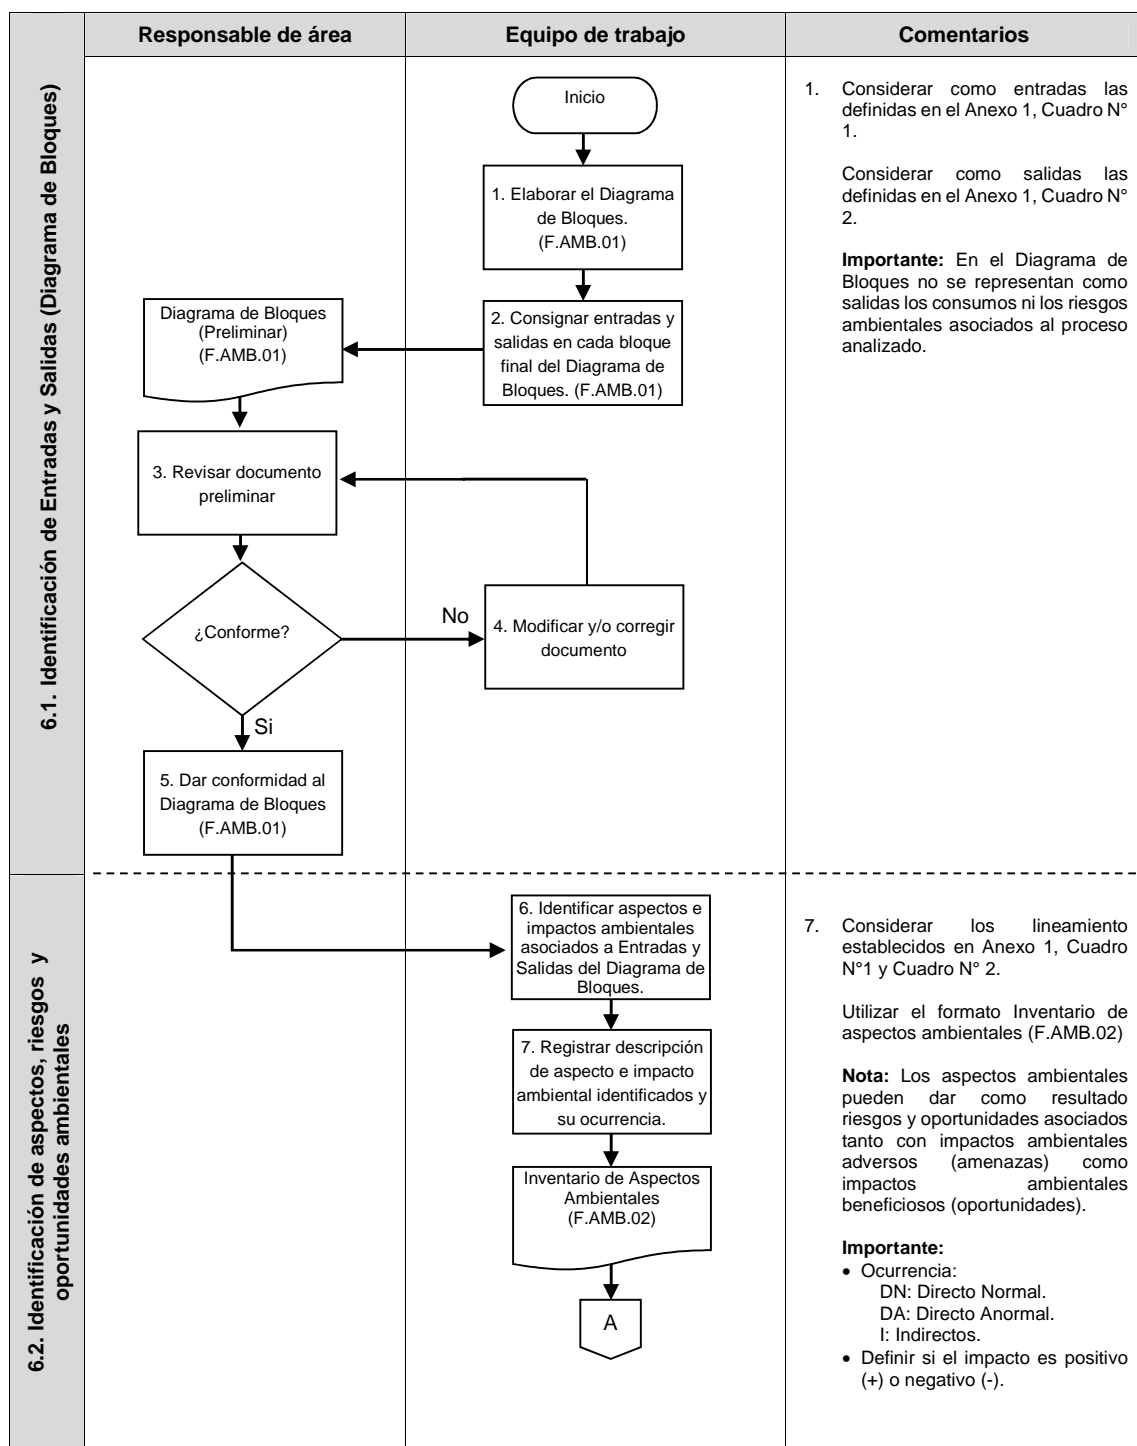 Responsable de área
Equipo de trabajo
Comentarios
6.1. Identificación de Entradas y Salidas (Diagrama de Bloques)
Inicio
1. Elaborar el Diagrama
de Bloques.
(F.AMB.01)
2. Consignar entradas y
salidas en cada bloque
final del Diagrama de
Bloques. (F.AMB.01)
Diagrama de Bloques
(Preliminar)
(F.AMB.01)
3. Revisar documento
preliminar
¿Conforme?
No
4. Modificar y/o corregir
documento
Si
5. Dar conformidad al
Diagrama de Bloques
(F.AMB.01)
1. Considerar como entradas las
definidas en el Anexo 1, Cuadro N°
1.
Considerar como salidas las
definidas en el Anexo 1, Cuadro N°
2.
Importante: En el Diagrama de
Bloques no se representan como
salidas los consumos ni los riesgos
ambientales asociados al proceso
analizado.
6.2. Identificación de aspectos, riesgos y
oportunidades ambientales
6. Identificar aspectos e
impactos ambientales
asociados a Entradas y
Salidas del Diagrama de
Bloques.
7. Registrar descripción
de aspecto e impacto
ambiental identificados y
su ocurrencia.
Inventario de Aspectos
Ambientales
(F.AMB.02)
A
7. Considerar los lineamiento
establecidos en Anexo 1, Cuadro
N°1 y Cuadro N° 2.
Utilizar el formato Inventario de
aspectos ambientales (F.AMB.02)
Nota: Los aspectos ambientales
pueden dar como resultado
riesgos y oportunidades asociados
tanto con impactos ambientales
adversos (amenazas) como
impactos ambientales
beneficiosos (oportunidades).
Importante:
• Ocurrencia:
DN: Directo Normal.
DA: Directo Anormal.
I: Indirectos.
• Definir si el impacto es positivo
(+) o negativo (-).